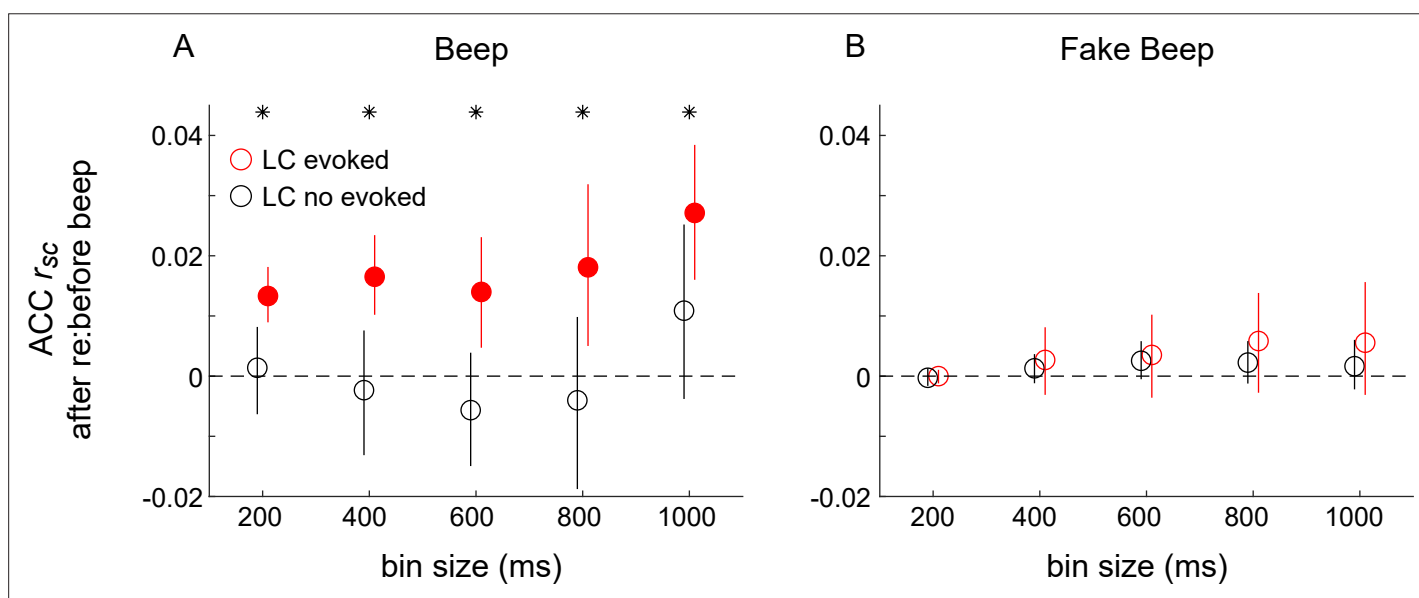 A
Beep
* * * * *
ACC rsc
after re:before beep
0.04
0.02
0
-0.02
LC evoked
LC no evoked
200 400 600 800 1000
bin size (ms)
B
Fake Beep
0.04
0.02
0
-0.02
200 400 600 800 1000
bin size (ms)